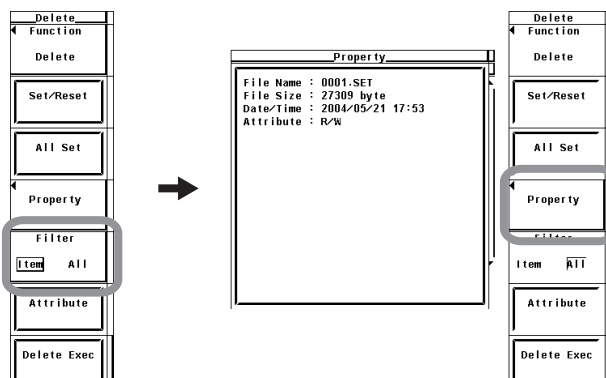 Delete
Function
Delete
Set/Reset
All Set
Property
Filter
Item All
Attribute
Delete Exec
Property
File Name : 0001.SET
File Size : 27309 byte
Date/Time : 2004/05/21 17:53
Attribute : R/W
Delete
Function
Delete
Set/Reset
All Set
Property
Filter
Item All
Attribute
Delete Exec